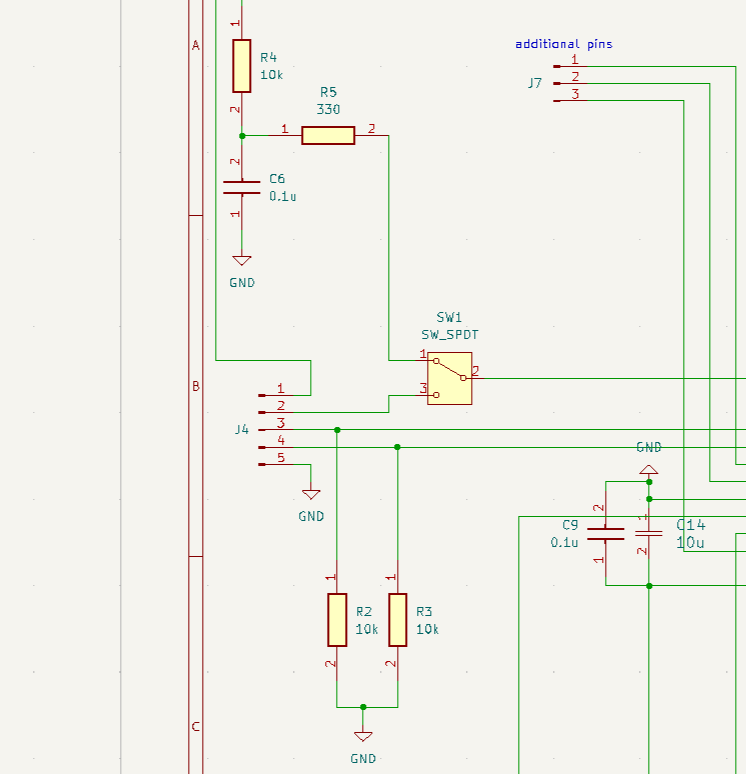 A
1
R4
10k
2
additional pins
J7
1
2
3
R5
330
1
2
2
C6
0.1u
1
GND
SW1
SW_SPDT
1
2
3
B
J4
1
2
3
4
5
GND
GND
C9
0.1u
2
1
C14
10u
1
2
1
R2
10k
2
1
R3
10k
2
GND
C